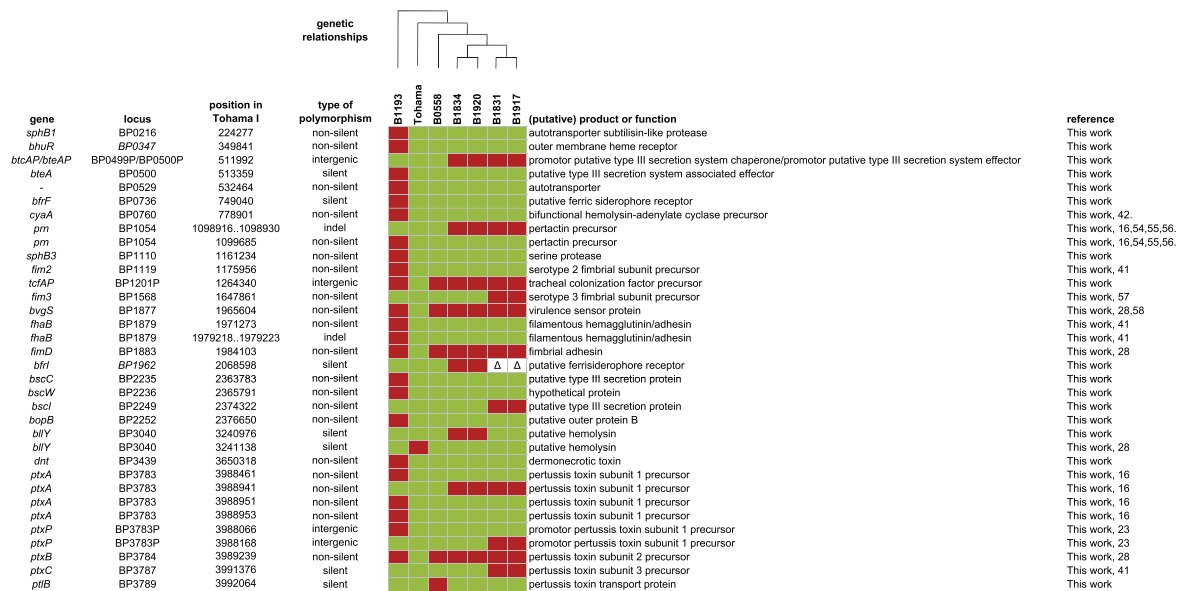 genetic
relationships
gene locus position in Tohama I type of polymorphism B1193 Tohama B0558 B1834 B1920 B1831 B1917 (putative) product or function reference
sphB1 BP0216 224277 non-silent autotransporter subtilisin-like protease This work
bhuR BP0347 349841 non-silent outer membrane heme receptor This work
btcAP/bteAP BP0499P/BP0500P 511992 intergenic promotor putative type III secretion system chaperone/promotor putative type III secretion system effector This work
bteA BP0500 513359 silent putative type III secretion system associated effector This work
- BP0529 532464 non-silent autotransporter This work
bfrF BP0736 749040 silent putative ferric siderophore receptor This work
cyaA BP0760 778901 non-silent bifunctional hemolysin-adenylate cyclase precursor This work, 42.
prn BP1054 1098916..1098930 indel pertactin precursor This work, 16,54,55,56.
prn BP1054 1099685 non-silent pertactin precursor This work, 16,54,55,56.
sphB3 BP1110 1161234 non-silent serine protease This work
fim2 BP1119 1175956 non-silent serotype 2 fimbrial subunit precursor This work, 41
tcfAP BP1201P 1264340 intergenic tracheal colonization factor precursor This work
fim3 BP1568 1647861 non-silent serotype 3 fimbrial subunit precursor This work, 57
bvgS BP1877 1965604 non-silent virulence sensor protein This work, 28,58
fhaB BP1879 1971273 non-silent filamentous hemagglutinin/adhesin This work, 41
fhaB BP1879 1979218..1979223 indel filamentous hemagglutinin/adhesin This work, 41
fimD BP1883 1984103 non-silent fimbrial adhesin This work, 28
bfrI BP1962 2068598 silent Δ Δ putative ferrisiderophore receptor This work
bscC BP2235 2363783 non-silent putative type III secretion protein This work
bscW BP2236 2365791 non-silent hypothetical protein This work
bscI BP2249 2374322 non-silent putative type III secretion protein This work
bopB BP2252 2376650 non-silent putative outer protein B This work
bllY BP3040 3240976 silent putative hemolysin This work
bllY BP3040 3241138 silent putative hemolysin This work, 28
dnt BP3439 3650318 non-silent dermonecrotic toxin This work
ptxA BP3783 3988461 non-silent pertussis toxin subunit 1 precursor This work, 16
ptxA BP3783 3988941 non-silent pertussis toxin subunit 1 precursor This work, 16
ptxA BP3783 3988951 non-silent pertussis toxin subunit 1 precursor This work, 16
ptxA BP3783 3988953 non-silent pertussis toxin subunit 1 precursor This work, 16
ptxP BP3783P 3988066 intergenic promotor pertussis toxin subunit 1 precursor This work, 23
ptxP BP3783P 3988168 intergenic promotor pertussis toxin subunit 1 precursor This work, 23
ptxB BP3784 3989239 non-silent pertussis toxin subunit 2 precursor This work, 28
ptxC BP3787 3991376 silent pertussis toxin subunit 3 precursor This work, 41
ptlB BP3789 3992064 silent pertussis toxin transport protein This work